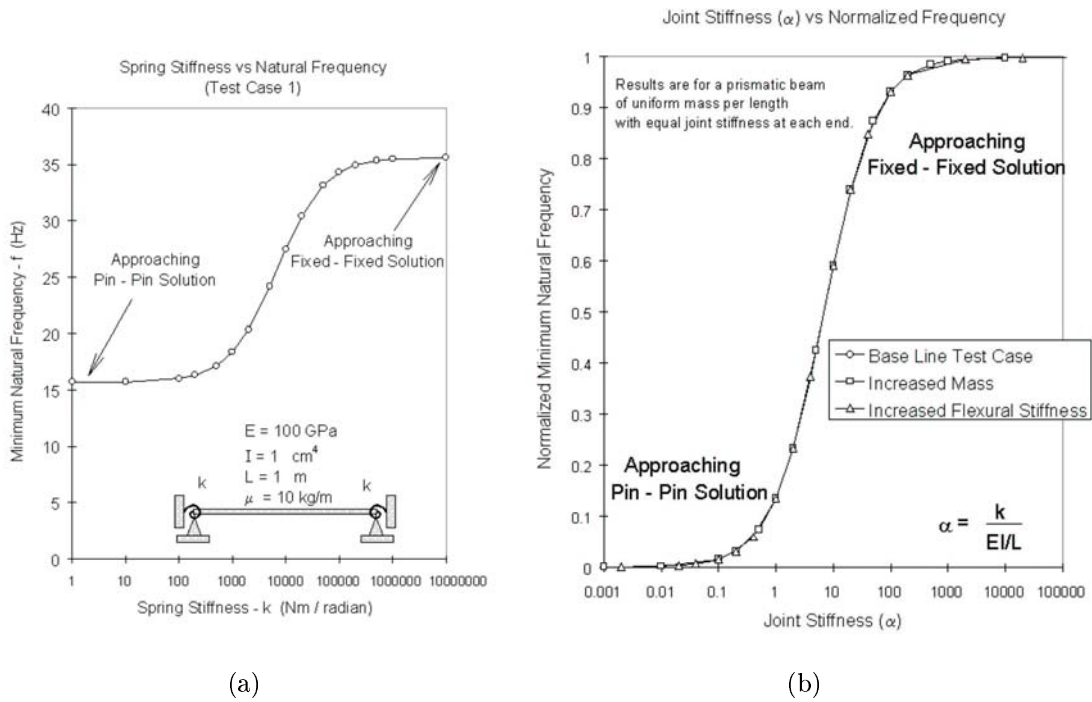 Spring Stiffness vs Natural Frequency
(Test Case 1)
Minimum Natural Frequency - f (Hz)
40
35
30
25
20
15
10
5
0
Approaching
Pin - Pin Solution
Approaching
Fixed - Fixed Solution
E = 100 GPa
I = 1 cm⁴
L = 1 m
μ = 10 kg/m
k
k
1 10 100 1000 10000 100000 1000000 10000000
Spring Stiffness - k (Nm / radian)
(a)
Joint Stiffness (α) vs Normalized Frequency
Normalized Minimum Natural Frequency
1
0.9
0.8
0.7
0.6
0.5
0.4
0.3
0.2
0.1
0
Results are for a prismatic beam
of uniform mass per length
with equal joint stiffness at each end.
Approaching
Fixed - Fixed Solution
Base Line Test Case
Increased Mass
Increased Flexural Stiffness
Approaching
Pin - Pin Solution
α = k
EI/L
0.001 0.01 0.1 1 10 100 1000 10000 100000
Joint Stiffness (α)
(b)